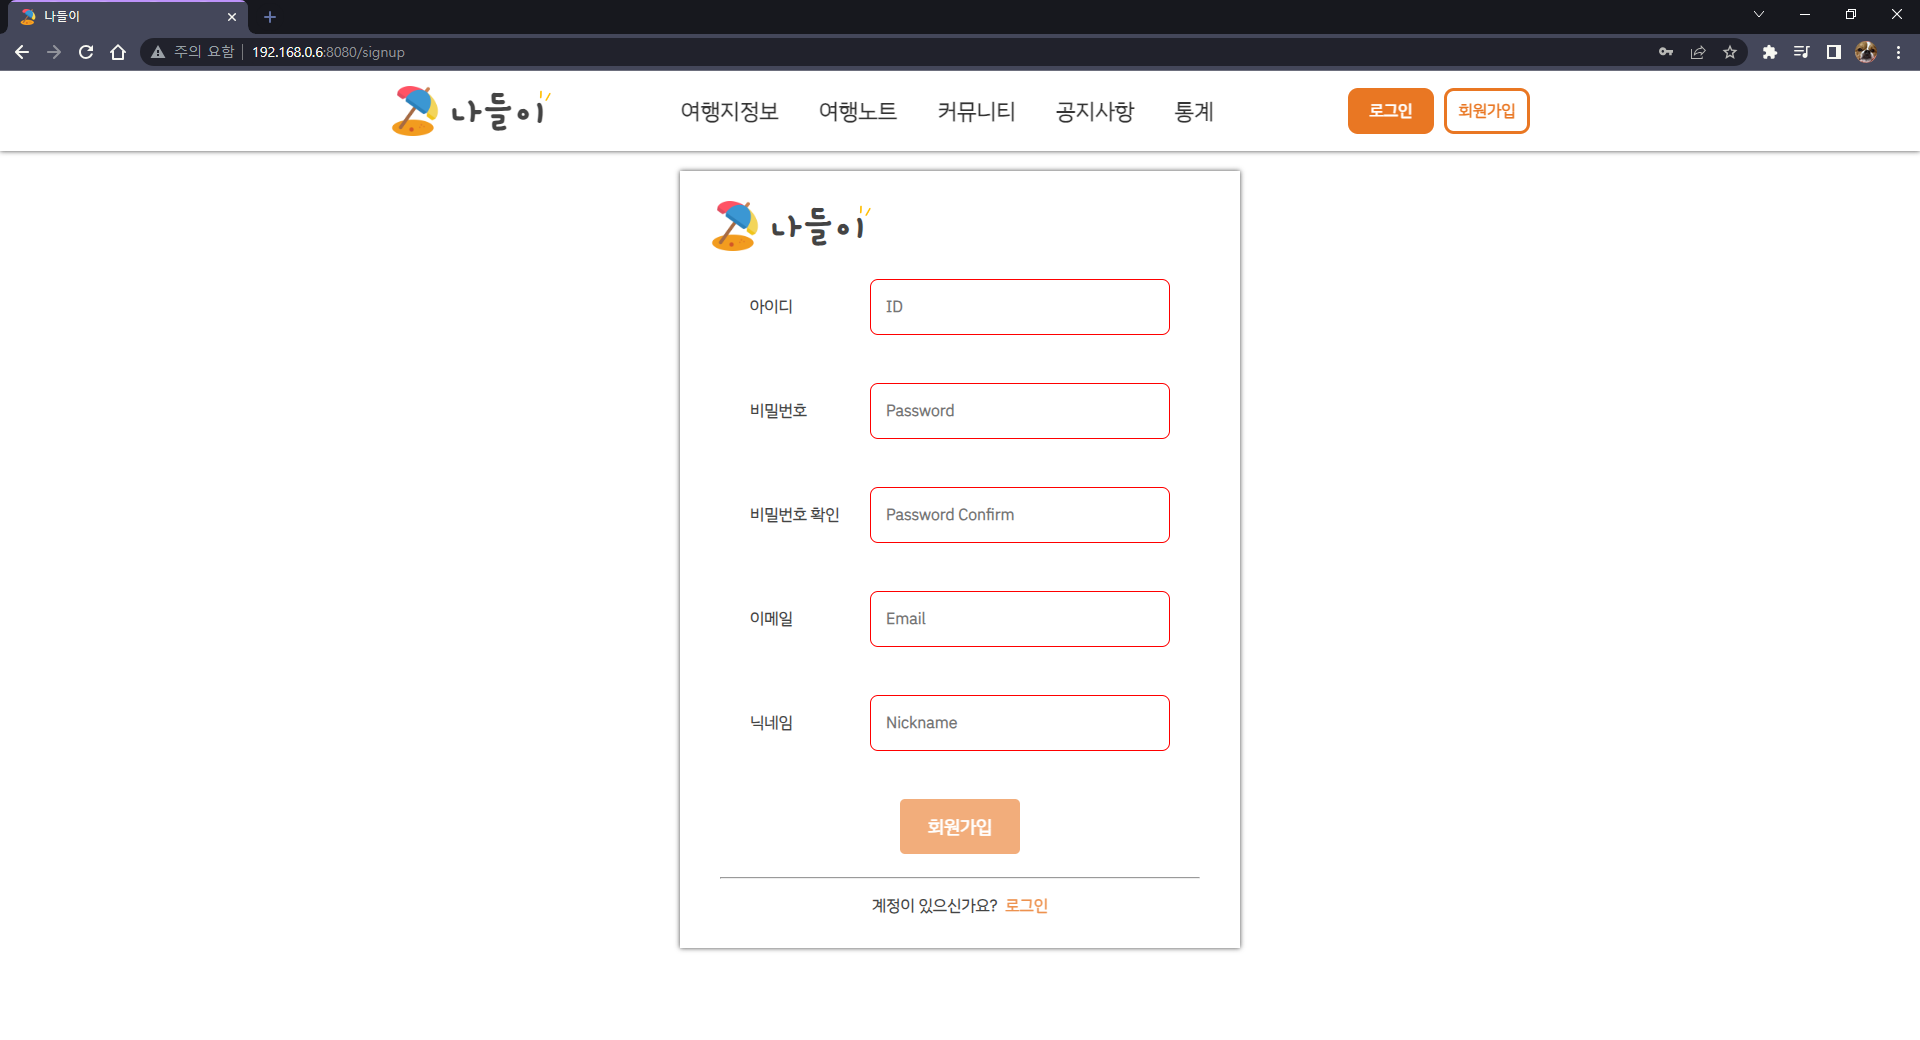 나들이
주의 요함 192.168.0.6:8080/signup
나들이 여행지정보 여행노트 커뮤니티 공지사항 통계 로그인 회원가입
나들이
아이디 ID
비밀번호 Password
비밀번호 확인 Password Confirm
이메일 Email
닉네임 Nickname
회원가입
계정이 있으신가요? 로그인